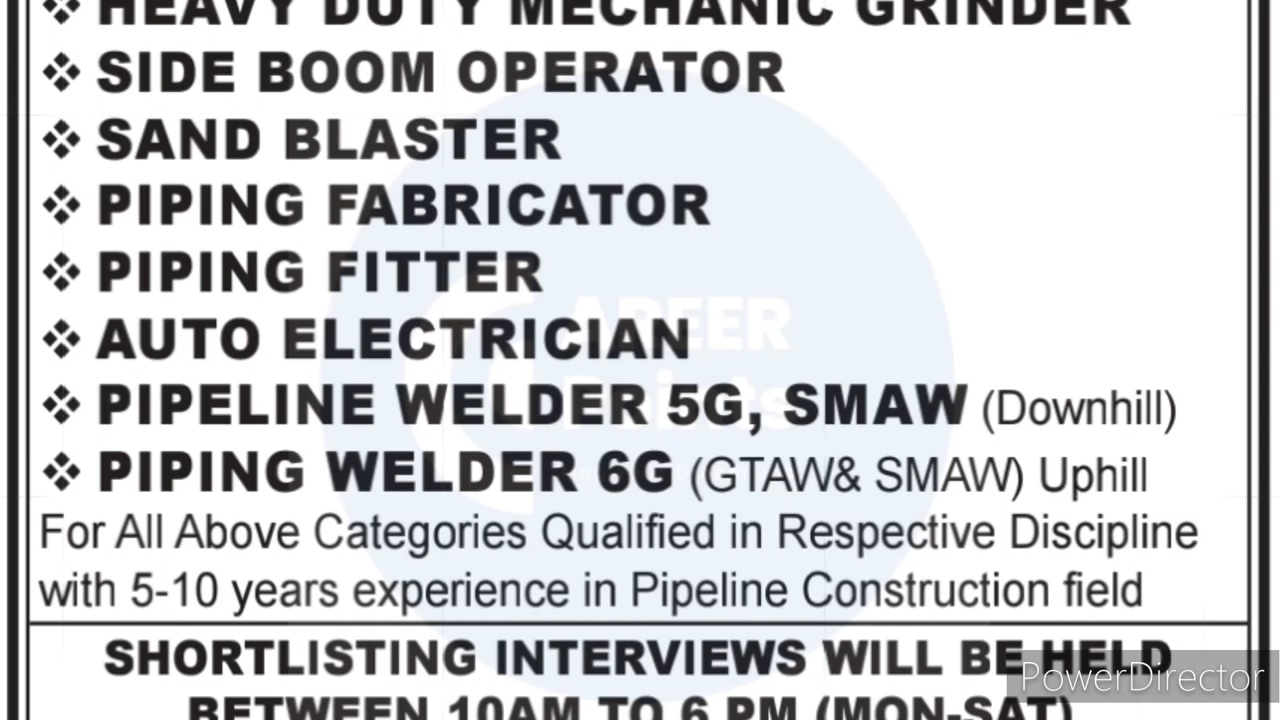 ❖ HEAVY DUTY MECHANIC GRINDER
❖ SIDE BOOM OPERATOR
❖ SAND BLASTER
❖ PIPING FABRICATOR
❖ PIPING FITTER
❖ AUTO ELECTRICIAN
❖ PIPELINE WELDER 5G, SMAW (Downhill)
❖ PIPING WELDER 6G (GTAW& SMAW) Uphill
For All Above Categories Qualified in Respective Discipline
with 5-10 years experience in Pipeline Construction field
SHORTLISTING INTERVIEWS WILL BE HELD
BETWEEN 10AM TO 6 PM (MON-SAT)
PowerDirector